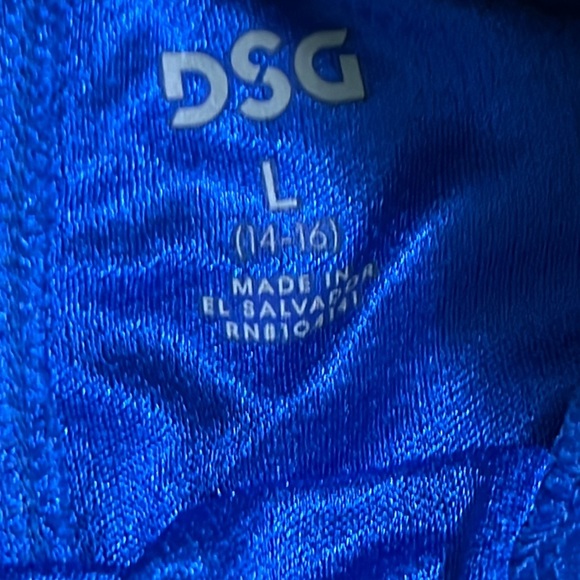 DSG
L
(14-16)
MADE IN
EL SALVADOR